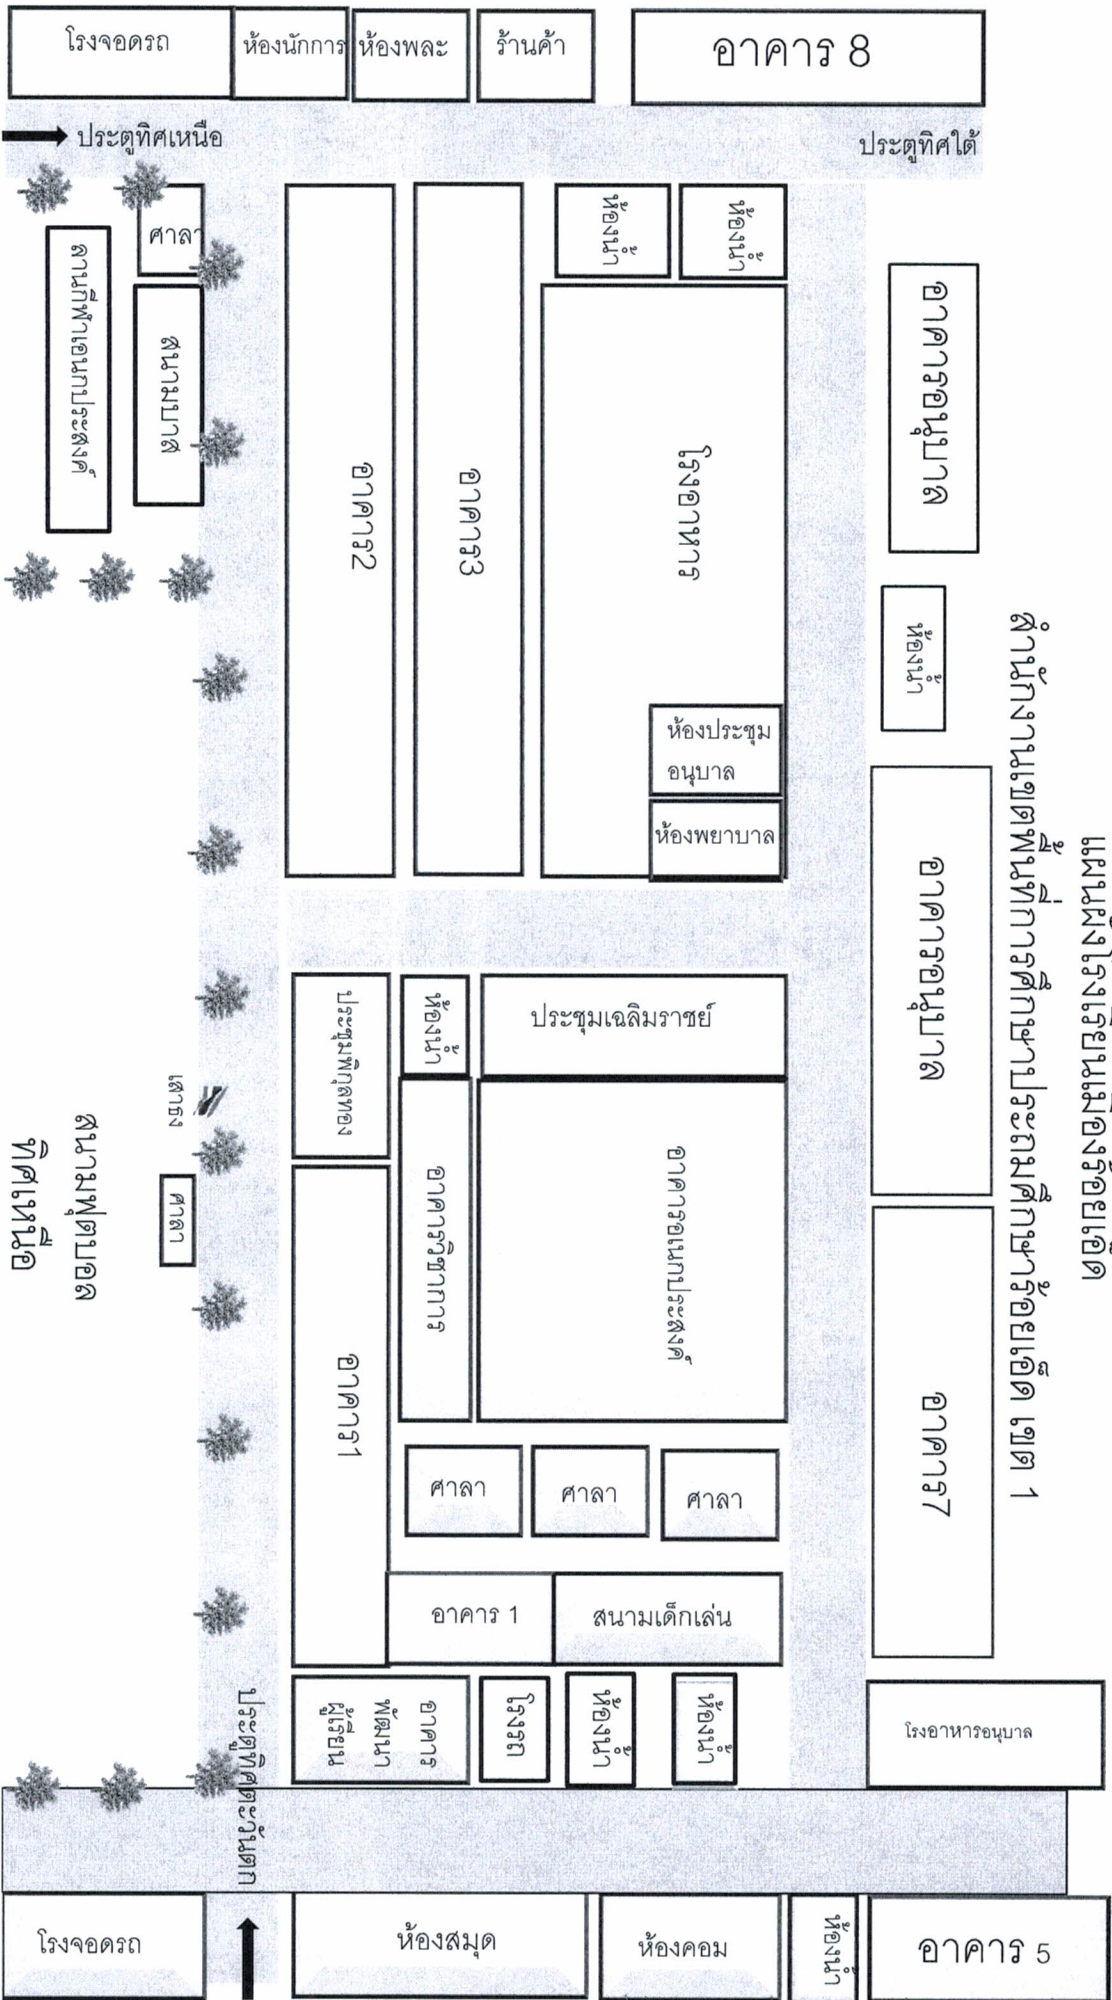 แผนผังโรงเรียนเมืองร้อยเอ็ด
สำนักงานเขตพื้นที่การศึกษาประถมศึกษาร้อยเอ็ด เขต 1
โรงจอดรถ
ห้องนักการ
ห้องพละ
ร้านค้า
อาคาร 8
ประตูทิศเหนือ
ประตูทิศใต้
ศาลา
ลานกีฬาเอนกประสงค์
สนามบาส
อาคาร2
อาคาร3
ห้องน้ำ
ห้องน้ำ
โรงอาหาร
ห้องประชุม
อนุบาล
ห้องพยาบาล
อาคารอนุบาล
ห้องน้ำ
อาคารอนุบาล
อาคาร7
ประชุมพิกุลทอง
ห้องน้ำ
ประชุมเฉลิมราชย์
อาคารวิชาการ
อาคารอเนกประสงค์
เสาธง
ศาลา
สนามฟุตบอล
ทิศเหนือ
อาคาร1
ศาลา
ศาลา
ศาลา
อาคาร 1
สนามเด็กเล่น
อาคาร
พัฒนา
ผู้เรียน
โรงรถ
ห้องน้ำ
ห้องน้ำ
โรงอาหารอนุบาล
ประตูทิศตะวันตก
โรงจอดรถ
ห้องสมุด
ห้องคอม
ห้องน้ำ
อาคาร 5